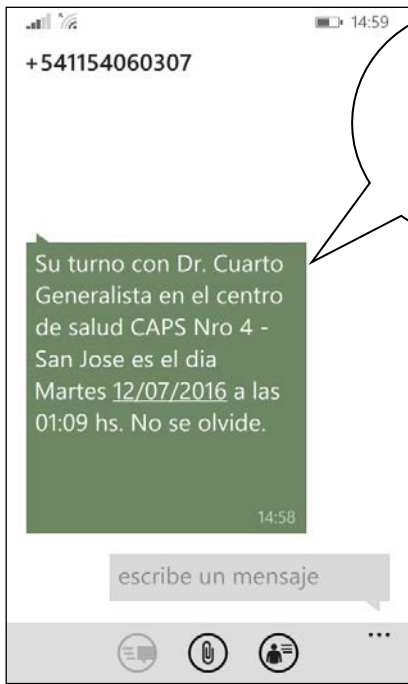 14:59
+541154060307
Su turno con Dr. Cuarto
Generalista en el centro
de salud CAPS Nro 4 -
San Jose es el dia
Martes 12/07/2016 a las
01:09 hs. No se olvide.
14:58
escribe un mensaje